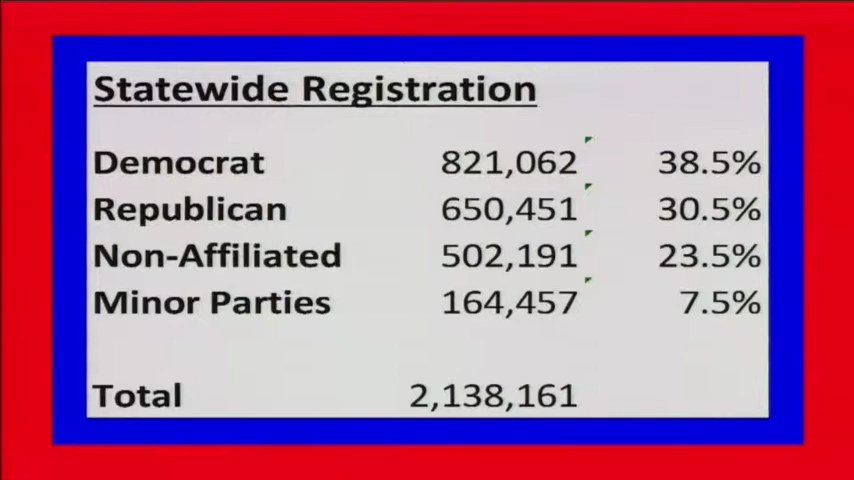 Statewide Registration
Democrat 821,062 38.5%
Republican 650,451 30.5%
Non-Affiliated 502,191 23.5%
Minor Parties 164,457 7.5%
Total 2,138,161